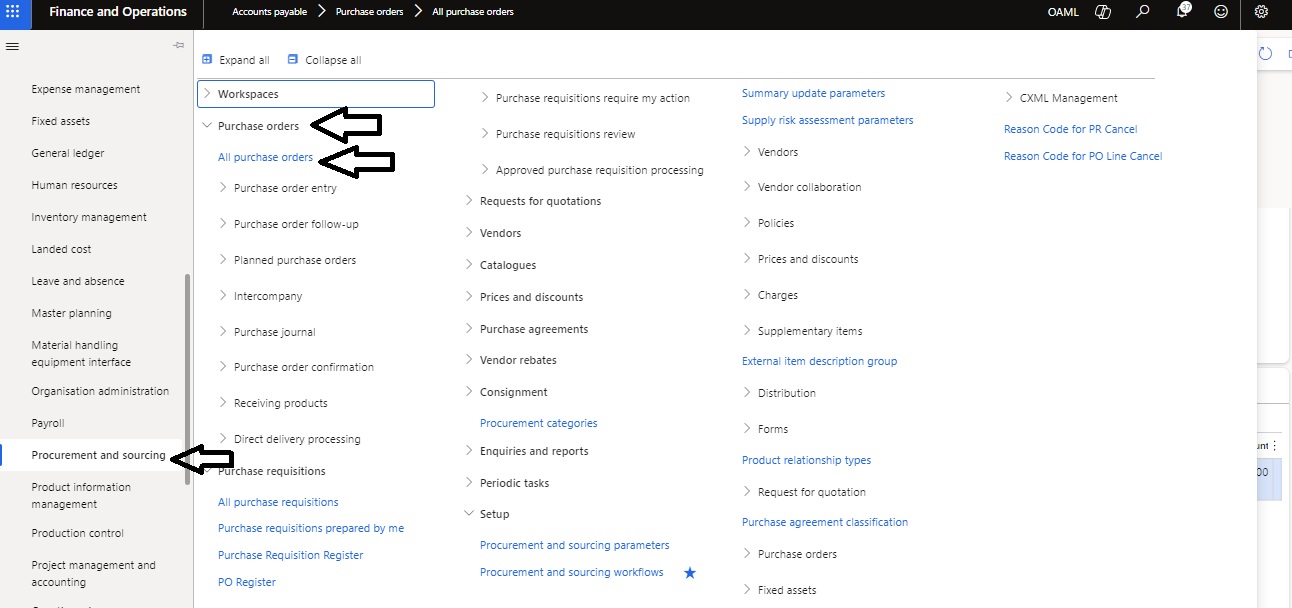 Finance and Operations
Accounts payable
Purchase orders
All purchase orders
OAML
37
Expense management
Fixed assets
General ledger
Human resources
Inventory management
Landed cost
Leave and absence
Master planning
Material handling
equipment interface
Organisation administration
Payroll
Procurement and sourcing
Product information
management
Production control
Project management and
accounting
Expand all
Collapse all
Workspaces
Purchase orders
All purchase orders
Purchase order entry
Purchase order follow-up
Planned purchase orders
Intercompany
Purchase journal
Purchase order confirmation
Receiving products
Direct delivery processing
Purchase requisitions
All purchase requisitions
Purchase requisitions prepared by me
Purchase Requisition Register
PO Register
Purchase requisitions require my action
Purchase requisitions review
Approved purchase requisition processing
Requests for quotations
Vendors
Catalogues
Prices and discounts
Purchase agreements
Vendor rebates
Consignment
Procurement categories
Enquiries and reports
Periodic tasks
Setup
Procurement and sourcing parameters
Procurement and sourcing workflows
Summary update parameters
Supply risk assessment parameters
Vendors
Vendor collaboration
Policies
Prices and discounts
Charges
Supplementary items
External item description group
Distribution
Forms
Product relationship types
Request for quotation
Purchase agreement classification
Purchase orders
Fixed assets
CXML Management
Reason Code for PR Cancel
Reason Code for PO Line Cancel
unt
00